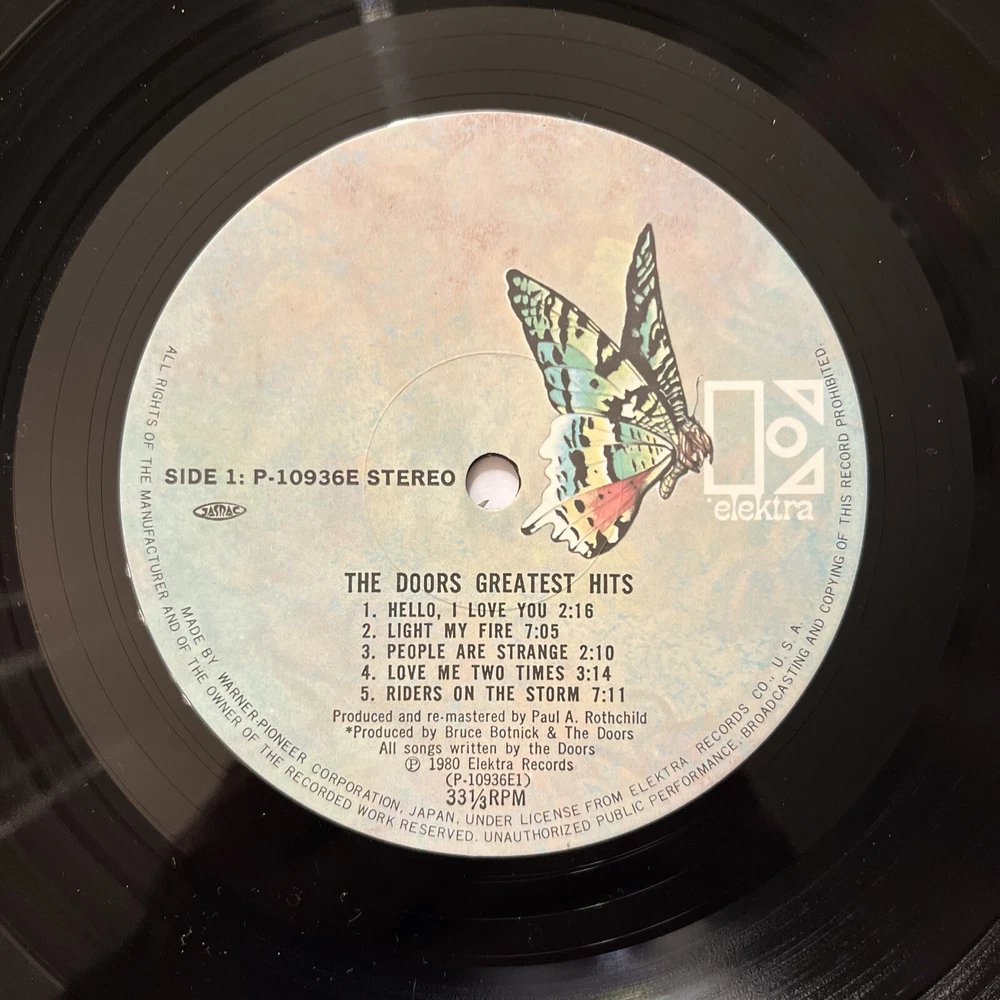 SIDE 1: P-10936E STEREO
JASRAC
elektra
THE DOORS GREATEST HITS
1. HELLO, I LOVE YOU 2:16
2. LIGHT MY FIRE 7:05
3. PEOPLE ARE STRANGE 2:10
4. LOVE ME TWO TIMES 3:14
5. RIDERS ON THE STORM 7:11
Produced and re-mastered by Paul A. Rothchild
*Produced by Bruce Botnick & The Doors
All songs written by the Doors
Ⓟ 1980 Elektra Records
(P-10936E1)
33⅓RPM
MADE BY WARNER-PIONEER CORPORATION, JAPAN, UNDER LICENSE FROM ELEKTRA RECORDS CO., U. S. A.
ALL RIGHTS OF THE MANUFACTURER AND OF THE OWNER OF THE RECORDED WORK RESERVED. UNAUTHORIZED PUBLIC PERFORMANCE, BROADCASTING AND COPYING OF THIS RECORD PROHIBITED.